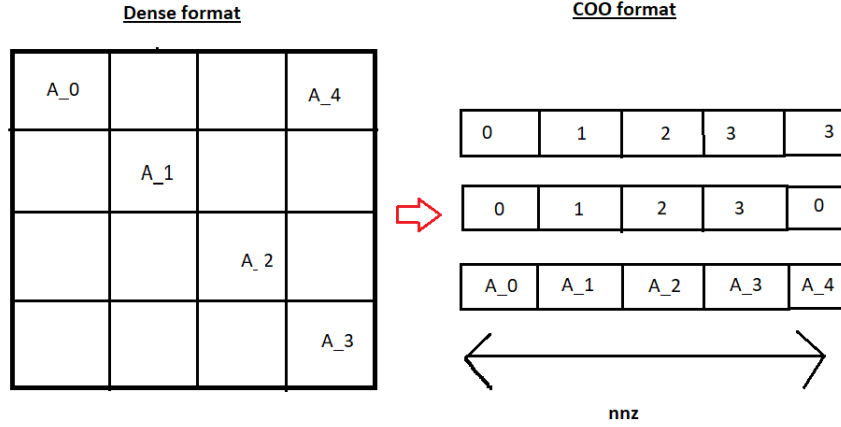 Dense format
COO format
A_0 A_4
A_1
A_ 2
A_3
0 1 2 3 3
0 1 2 3 0
A_0 A_1 A_2 A_3 A_4
nnz